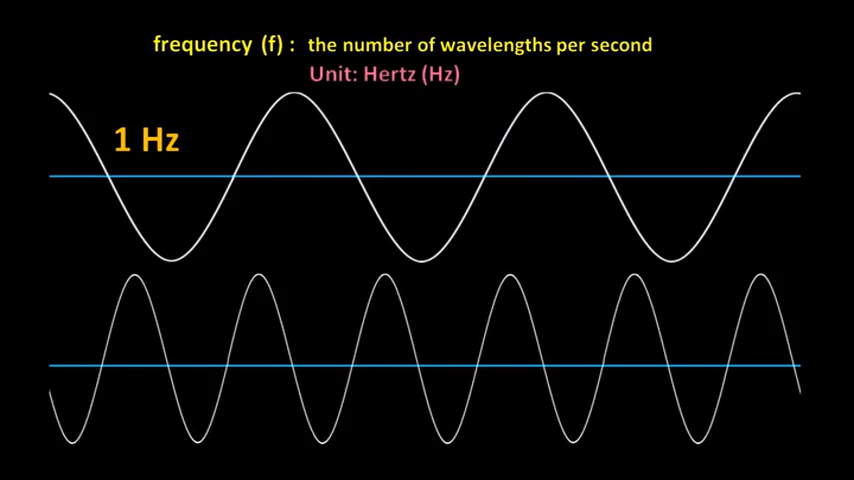 frequency (f) : the number of wavelengths per second
Unit: Hertz (Hz)
1 Hz